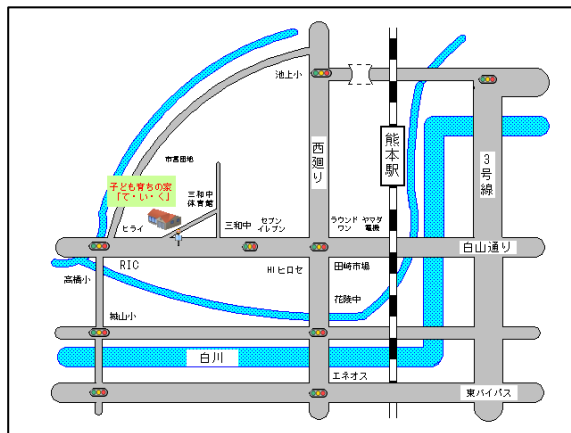 池上小
西廻り
熊本駅
3号線
市営団地
子ども育ちの家
「て・い・く」
三和中
体育館
ヒライ
三和中
セブン
イレブン
ラウンド
ワン
ヤマダ
電機
白山通り
RIC
高橋小
HIヒロセ
田崎市場
花陵中
城山小
白川
エネオス
東バイパス